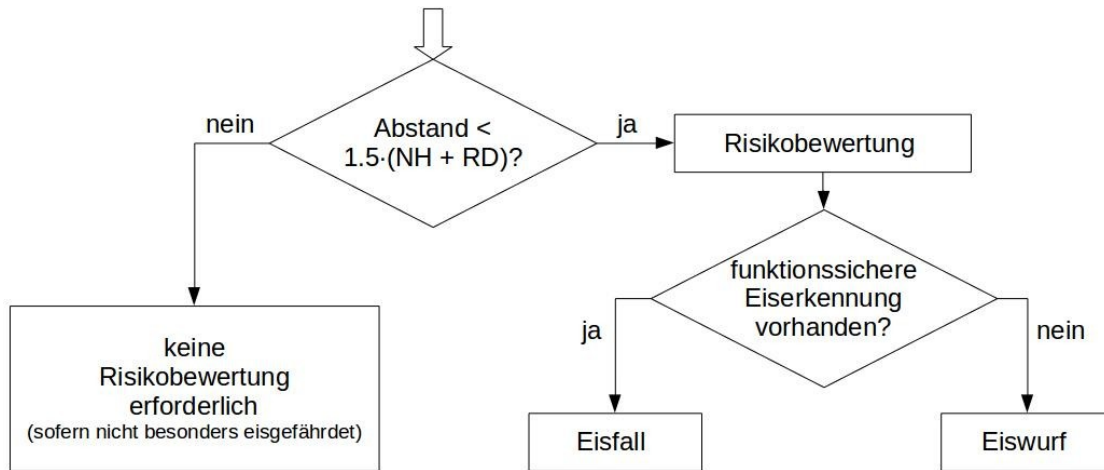 nein
Abstand <
1.5·(NH + RD)?
ja
Risikobewertung
funktionssichere
Eiserkennung
vorhanden?
ja
nein
keine
Risikobewertung
erforderlich
(sofern nicht besonders eisgefährdet)
Eisfall
Eiswurf